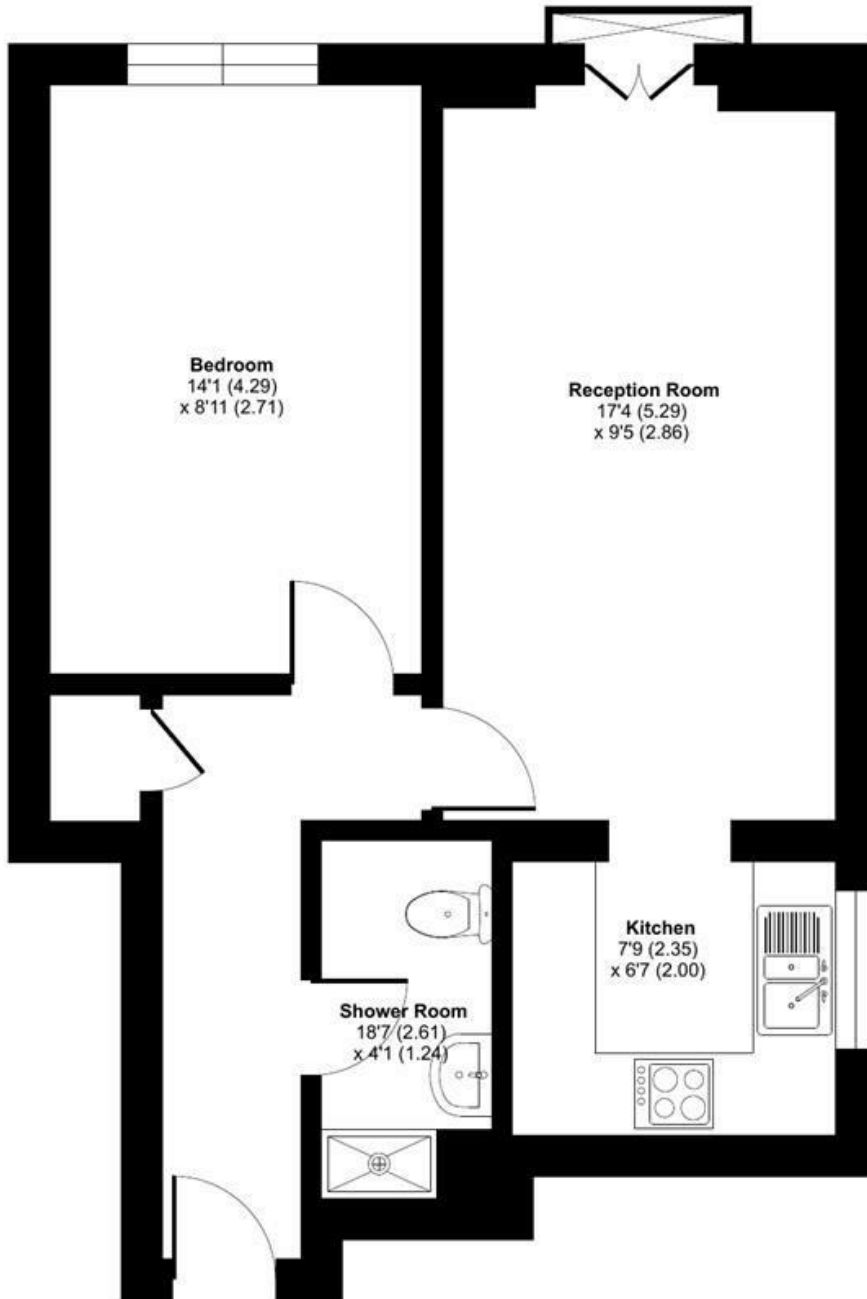 Bedroom
14'1 (4.29)
x 8'11 (2.71)
Reception Room
17'4 (5.29)
x 9'5 (2.86)
Kitchen
7'9 (2.35)
x 6'7 (2.00)
Shower Room
18'7 (2.61)
x 4'1 (1.24)